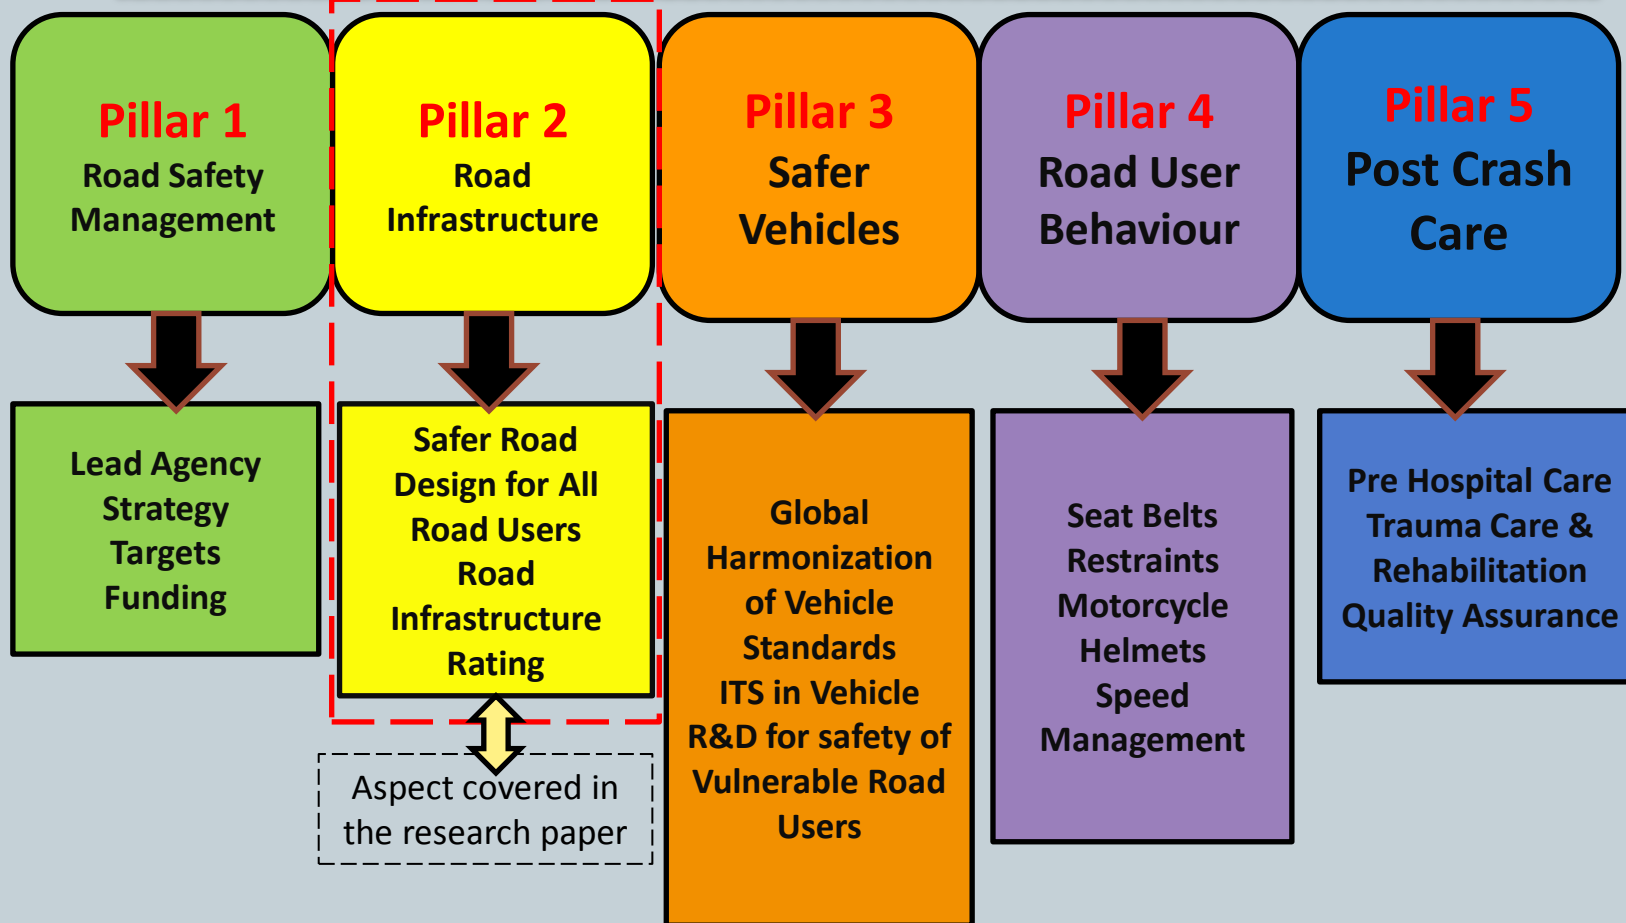 Pillar 1
Road Safety
Management
Pillar 2
Road
Infrastructure
Pillar 3
Safer
Vehicles
Pillar 4
Road User
Behaviour
Pillar 5
Post Crash
Care
Lead Agency
Strategy
Targets
Funding
Safer Road
Design for All
Road Users
Road
Infrastructure
Rating
Global
Harmonization
of Vehicle
Standards
ITS in Vehicle
R&D for safety of
Vulnerable Road
Users
Seat Belts
Restraints
Motorcycle
Helmets
Speed
Management
Pre Hospital Care
Trauma Care &
Rehabilitation
Quality Assurance
Aspect covered in
the research paper